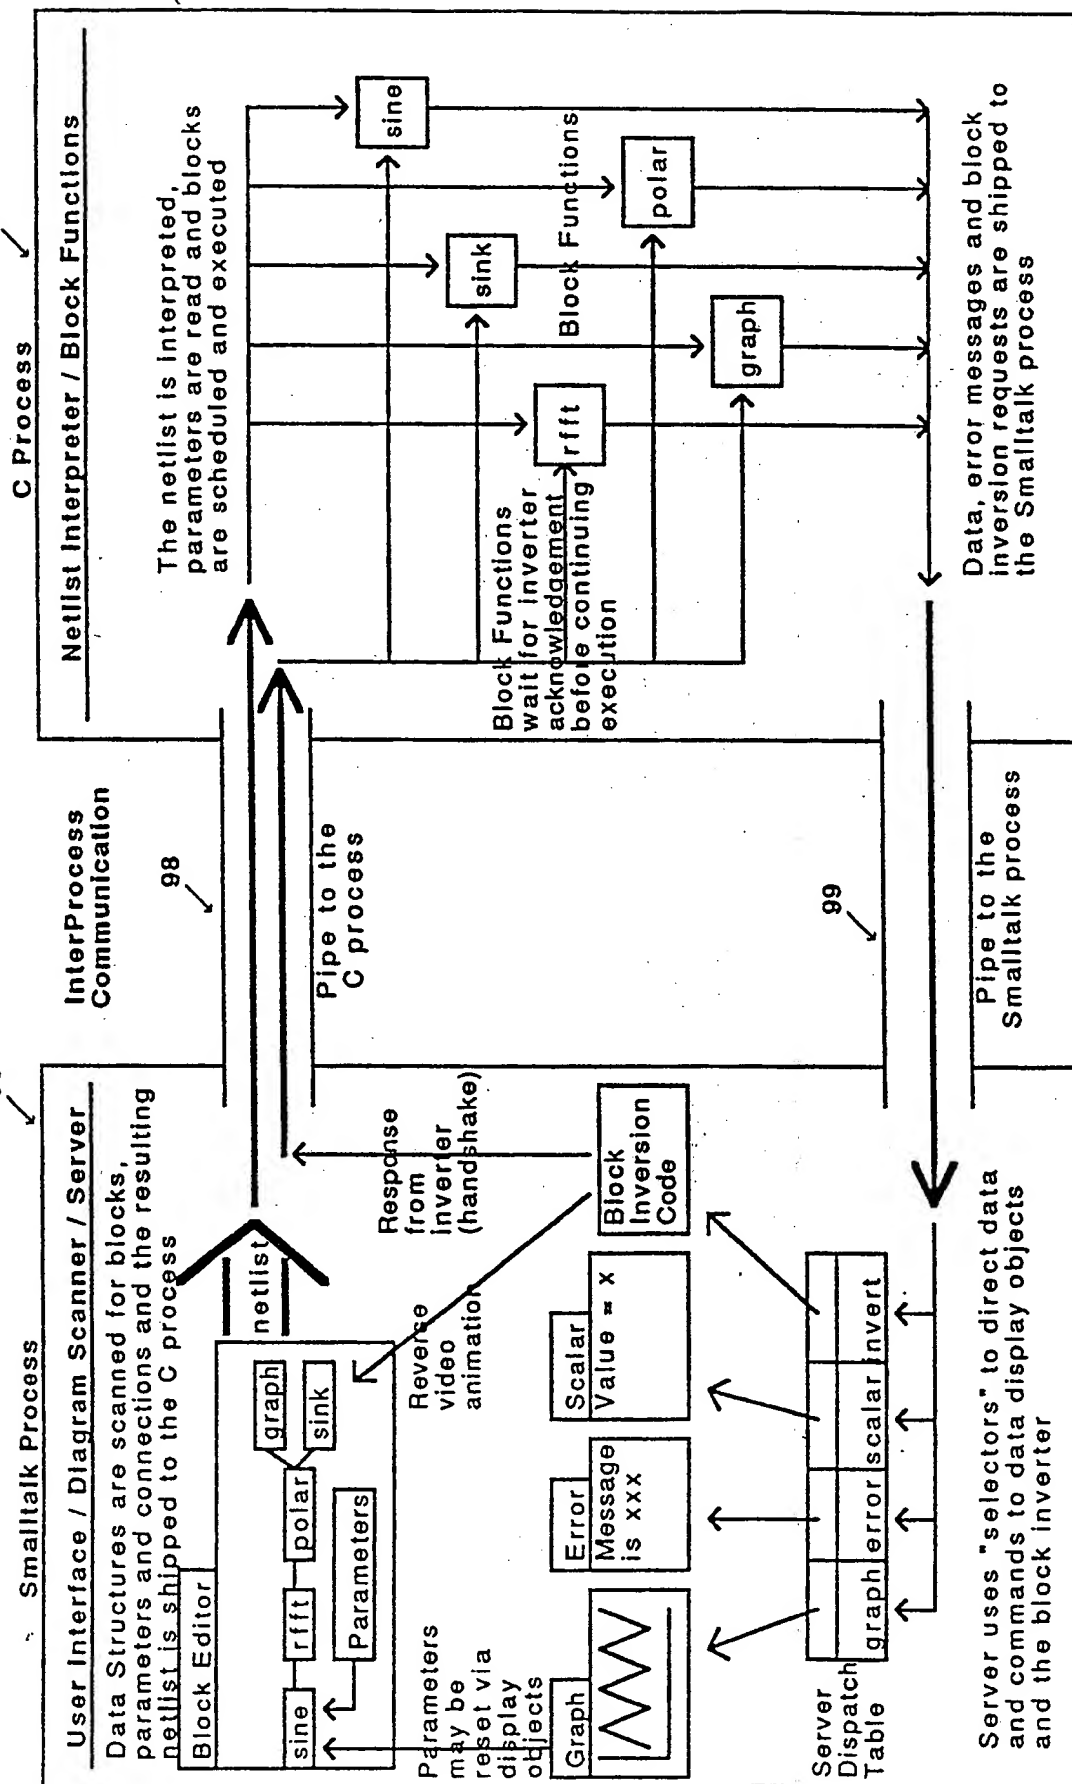 Smalltalk Process
User Interface / Diagram Scanner / Server
Data Structures are scanned for blocks,
parameters and connections and the resulting
netlist is shipped to the C process
Block Editor
sine
rfft
polar
graph
sink
Parameters
netlist
Parameters
may be
reset via
display
objects
Reverse
video
animation
Response
from
inverter
(handshake)
Graph
Error
Message
is xxx
Scalar
Value = x
Block
Inversion
Code
Server
Dispatch
Table
graph
error
scalar
invert
Server uses "selectors" to direct data
and commands to data display objects
and the block inverter
InterProcess
Communication
98
Pipe to the
C process
99
Pipe to the
Smalltalk process
C Process
Netlist Interpreter / Block Functions
The netlist is interpreted,
parameters are read and blocks
are scheduled and executed
Block Functions
wait for inverter
acknowledgement
before continuing
execution
sine
sink
Block Functions
rfft
polar
graph
Data, error messages and block
inversion requests are shipped to
the Smalltalk process